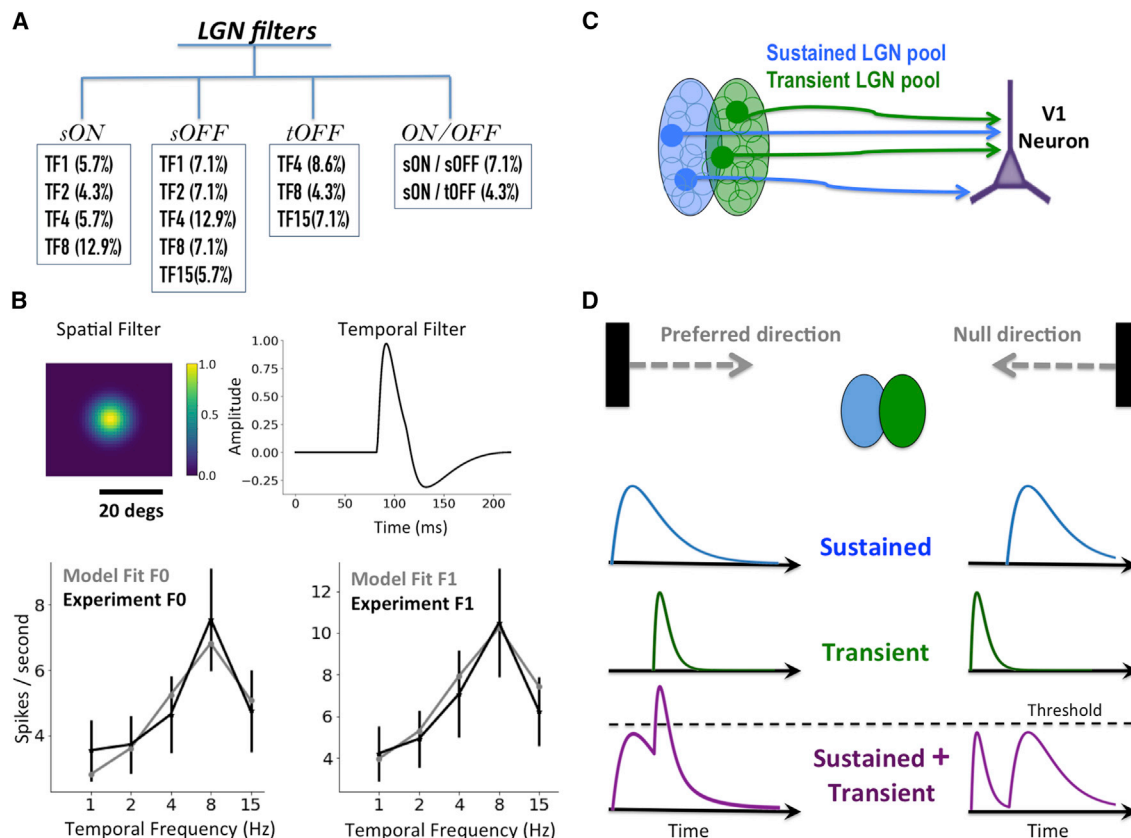 A
LGN filters
sON
TF1 (5.7%)
TF2 (4.3%)
TF4 (5.7%)
TF8 (12.9%)
sOFF
TF1 (7.1%)
TF2 (7.1%)
TF4 (12.9%)
TF8 (7.1%)
TF15(5.7%)
tOFF
TF4 (8.6%)
TF8 (4.3%)
TF15(7.1%)
ON/OFF
sON / sOFF (7.1%)
sON / tOFF (4.3%)
B
Spatial Filter
1.0
0.5
0.0
20 degs
Temporal Filter
Amplitude
1.00
0.75
0.50
0.25
0.00
−0.25
0
50
100
150
200
Time (ms)
Model Fit F0
Experiment F0
Spikes / second
8
6
4
1
2
4
8
15
Temporal Frequency (Hz)
Model Fit F1
Experiment F1
12
10
8
6
4
1
2
4
8
15
Temporal Frequency (Hz)
C
Sustained LGN pool
Transient LGN pool
V1
Neuron
D
Preferred direction
Null direction
Sustained
Transient
Threshold
Sustained +
Transient
Time
Time